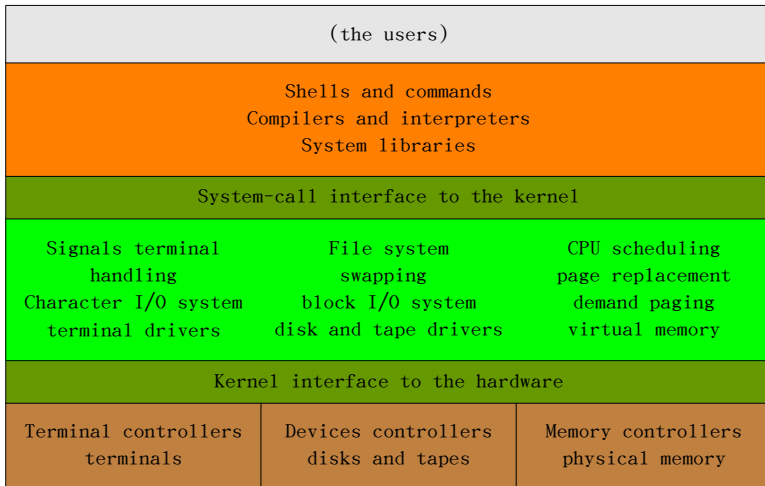 (the users)
Shells and commands
Compilers and interpreters
System libraries
System-call interface to the kernel
Signals terminal
handling
Character I/O system
terminal drivers
File system
swapping
block I/O system
disk and tape drivers
CPU scheduling
page replacement
demand paging
virtual memory
Kernel interface to the hardware
Terminal controllers
terminals
Devices controllers
disks and tapes
Memory controllers
physical memory